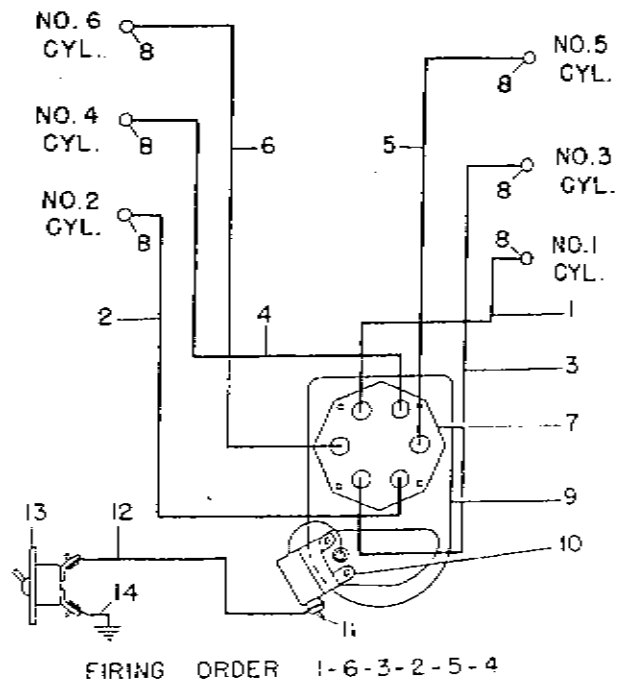 NO. 6
CYL.
8
NO. 5
CYL.
8
NO. 4
CYL.
8
6
5
NO. 3
CYL.
8
NO. 2
CYL.
8
8
NO. 1
CYL.
2
4
1
3
7
9
13
12
10
14
11
FIRING ORDER 1-6-3-2-5-4